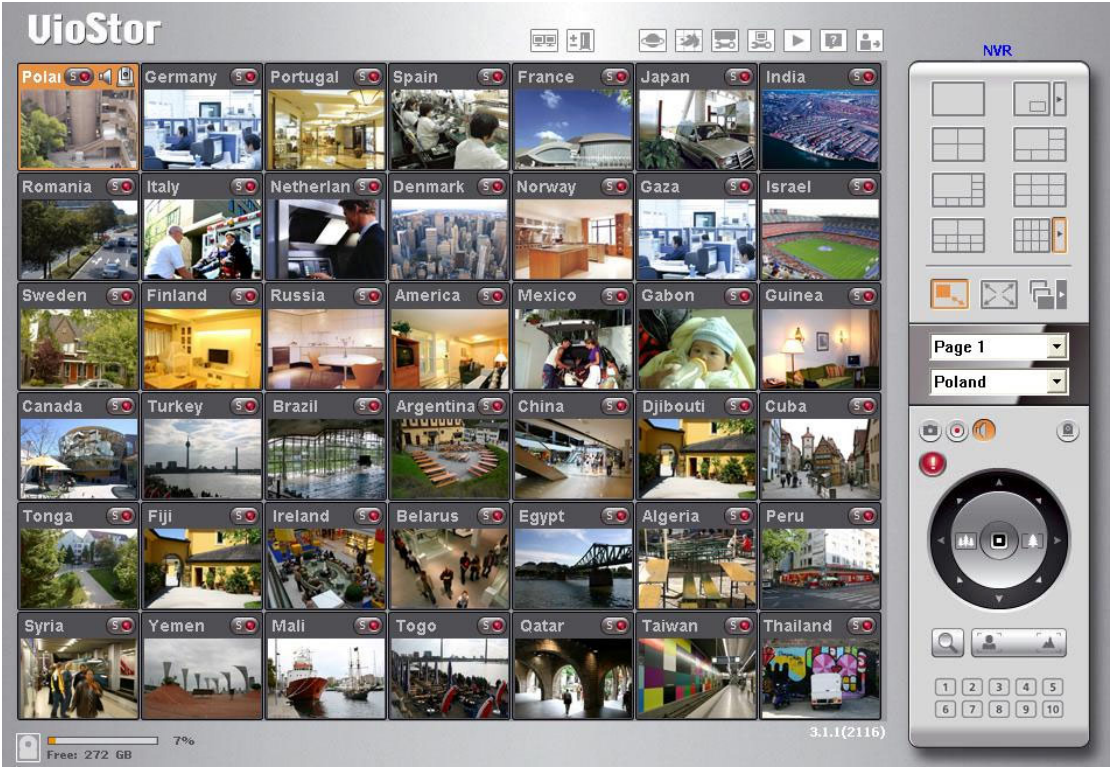 VioStor
NVR
Polar S
Germany S
Portugal S
Spain S
France S
Japan S
India S
Romania S
Italy S
Netherlan S
Denmark S
Norway S
Gaza S
Israel S
Sweden S
Finland S
Russia S
America S
Mexico S
Gabon S
Guinea S
Canada S
Turkey S
Brazil S
Argentina S
China S
Djibouti S
Cuba S
Tonga S
Fiji S
Ireland S
Belarus S
Egypt S
Algeria S
Peru S
Syria S
Yemen S
Mali S
Togo S
Qatar S
Taiwan S
Thailand S
Page 1
Poland
1 2 3 4 5
6 7 8 9 10
3.1.1(2116)
7%
Free: 272 GB